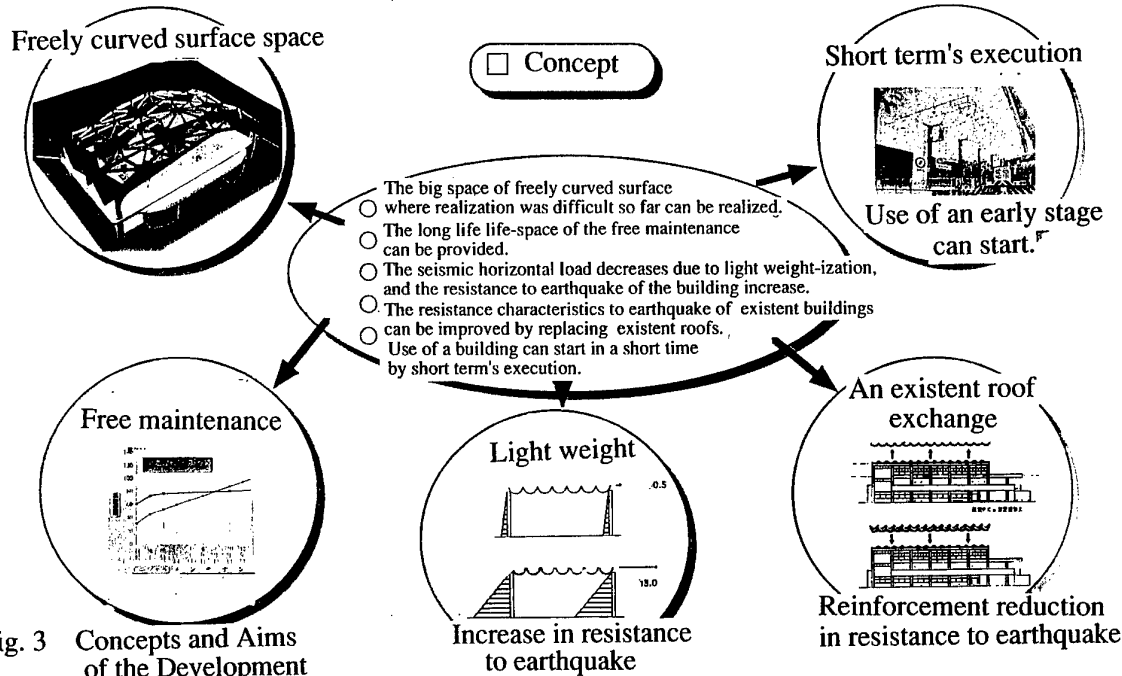 Freely curved surface space
□ Concept
Short term's execution
Use of an early stage
can start.
The big space of freely curved surface
○ where realization was difficult so far can be realized.
○ The long life life-space of the free maintenance
can be provided.
○ The seismic horizontal load decreases due to light weight-ization,
and the resistance to earthquake of the building increase.
○ The resistance characteristics to earthquake of existent buildings
○ can be improved by replacing existent roofs.
Use of a building can start in a short time
by short term's execution.
Free maintenance
Light weight
0.5
13.0
Increase in resistance
to earthquake
An existent roof
exchange
Reinforcement reduction
in resistance to earthquake
ig. 3 Concepts and Aims
of the Development